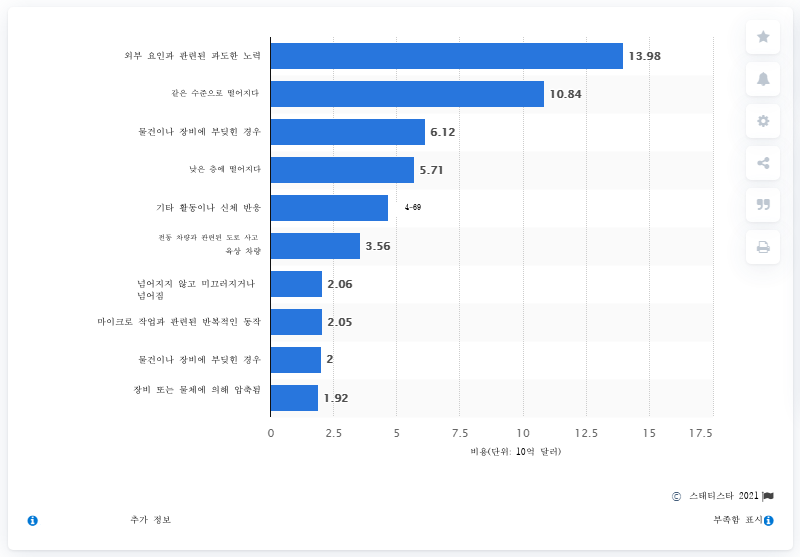 외부 요인과 관련된 과도한 노력
13.98
같은 수준으로 떨어지다
10.84
물건이나 장비에 부딪힌 경우
6.12
낮은 층에 떨어지다
5.71
기타 활동이나 신체 반응
4-69
전동 차량과 관련된 도로 사고
육상 차량
3.56
넘어지지 않고 미끄러지거나
넘어짐
2.06
마이크로 작업과 관련된 반복적인 동작
2.05
물건이나 장비에 부딪힌 경우
2
장비 또는 물체에 의해 압축됨
1.92
0 2.5 5 7.5 10 12.5 15 17.5
비용(단위: 10억 달러)
© 스태티스타 2021
추가 정보
부족함 표시